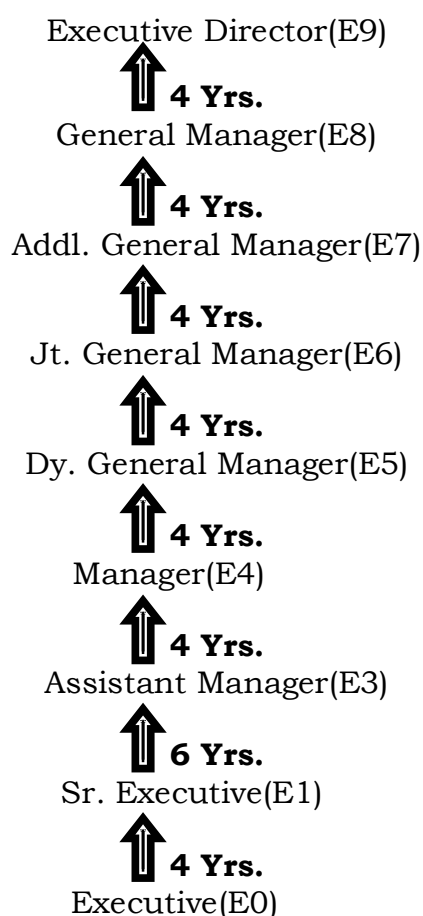 Executive Director(E9)
4 Yrs.
General Manager(E8)
4 Yrs.
Addl. General Manager(E7)
4 Yrs.
Jt. General Manager(E6)
4 Yrs.
Dy. General Manager(E5)
4 Yrs.
Manager(E4)
4 Yrs.
Assistant Manager(E3)
6 Yrs.
Sr. Executive(E1)
4 Yrs.
Executive(E0)